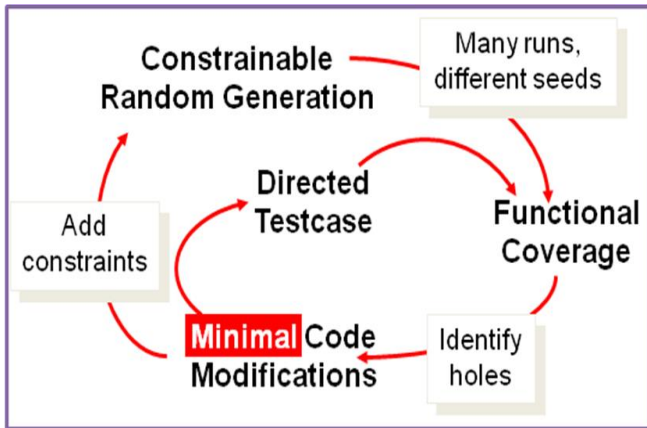 Constrainable
Random Generation
Many runs,
different seeds
Directed
Testcase
Functional
Coverage
Add
constraints
Minimal Code
Modifications
Identify
holes